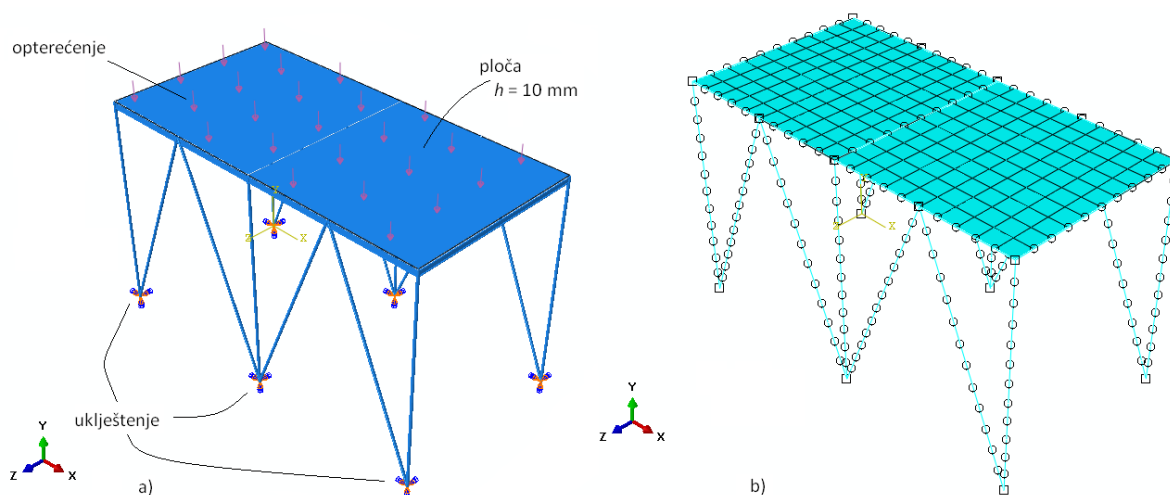 opterećenje
ploča
h = 10 mm
Y
Z
X
uklještenje
Y
Z
X
a)
Y
Z
X
Y
Z
X
b)